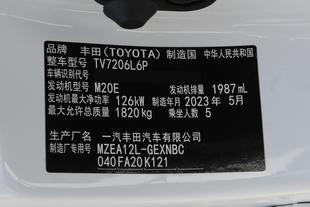 品牌 丰田(TOYOTA) 制造国 中华人民共和国
整车型号 TV7206L6P
车辆识别代号
发动机型号 M20E 发动机排量 1987 mL
发动机最大净功率 126kW 制造年月 2023 年 5月
最大允许总质量 1820 kg 乘坐人数 5
生产厂名 一汽丰田汽车有限公司
制造厂专用号 MZEA12L-GEXNBC
040FA20K121